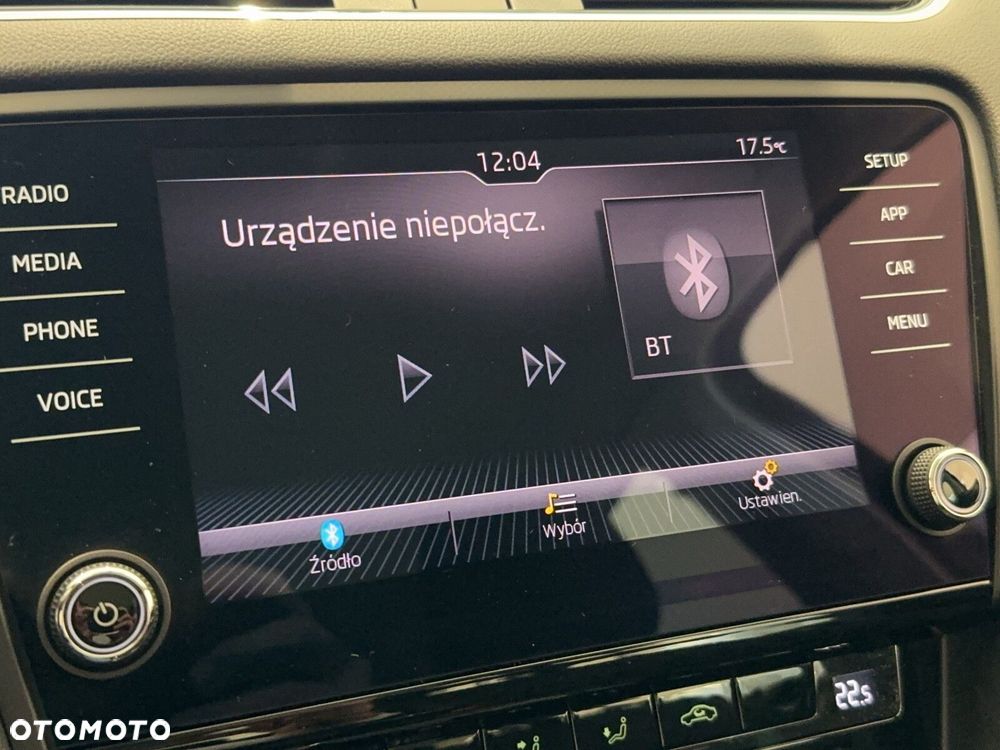 12:04
17.5°C
RADIO
MEDIA
PHONE
VOICE
Urządzenie niepołącz.
BT
SETUP
APP
CAR
MENU
Źródło
Wybór
Ustawien.
22.5
OTOMOTO